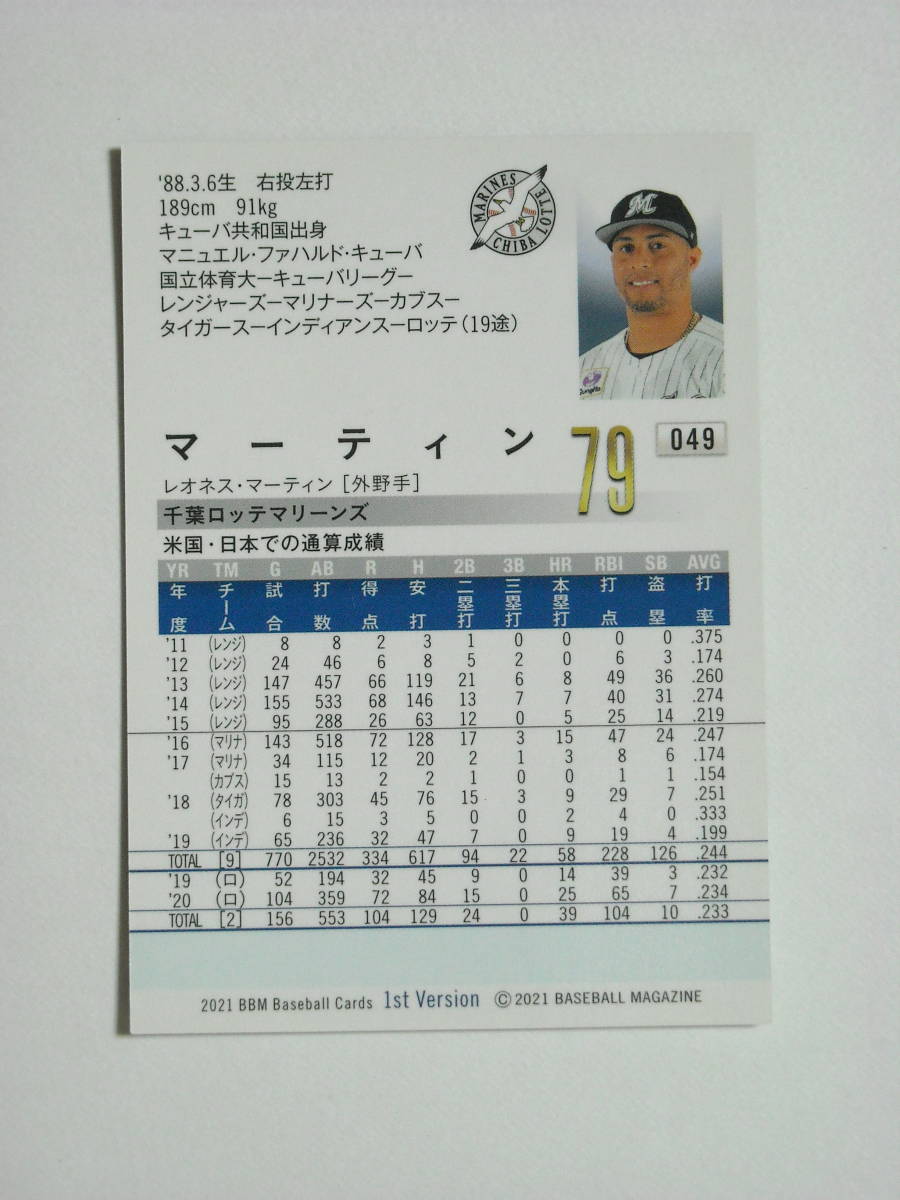 '88.3.6生 右投左打
189cm 91kg
キューバ共和国出身
マニュエル・ファハルド・キューバ
国立体育大ーキューバリーグー
レンジャーズーマリナーズーカブスー
タイガースーインディアンスーロッテ(19途)
MARINES
CHIBA LOTTE
M
マーティン 79 049
レオネス・マーティン[外野手]
千葉ロッテマリーンズ
米国・日本での通算成績
YR TM G AB R H 2B 3B HR RBI SB AVG
年度 チーム 試合 打数 得点 安打 二塁打 三塁打 本塁打 打点 盗塁 打率
'11 (レンジ) 8 8 2 3 1 0 0 0 0 .375
'12 (レンジ) 24 46 6 8 5 2 0 6 3 .174
'13 (レンジ) 147 457 66 119 21 6 8 49 36 .260
'14 (レンジ) 155 533 68 146 13 7 7 40 31 .274
'15 (レンジ) 95 288 26 63 12 0 5 25 14 .219
'16 (マリナ) 143 518 72 128 17 3 15 47 24 .247
'17 (マリナ) 34 115 12 20 2 1 3 8 6 .174
(カブス) 15 13 2 2 1 0 0 1 1 .154
'18 (タイガ) 78 303 45 76 15 3 9 29 7 .251
(インデ) 6 15 3 5 0 0 2 4 0 .333
'19 (インデ) 65 236 32 47 7 0 9 19 4 .199
TOTAL [9] 770 2532 334 617 94 22 58 228 126 .244
'19 (ロ) 52 194 32 45 9 0 14 39 3 .232
'20 (ロ) 104 359 72 84 15 0 25 65 7 .234
TOTAL [2] 156 553 104 129 24 0 39 104 10 .233
2021 BBM Baseball Cards 1st Version ©2021 BASEBALL MAGAZINE